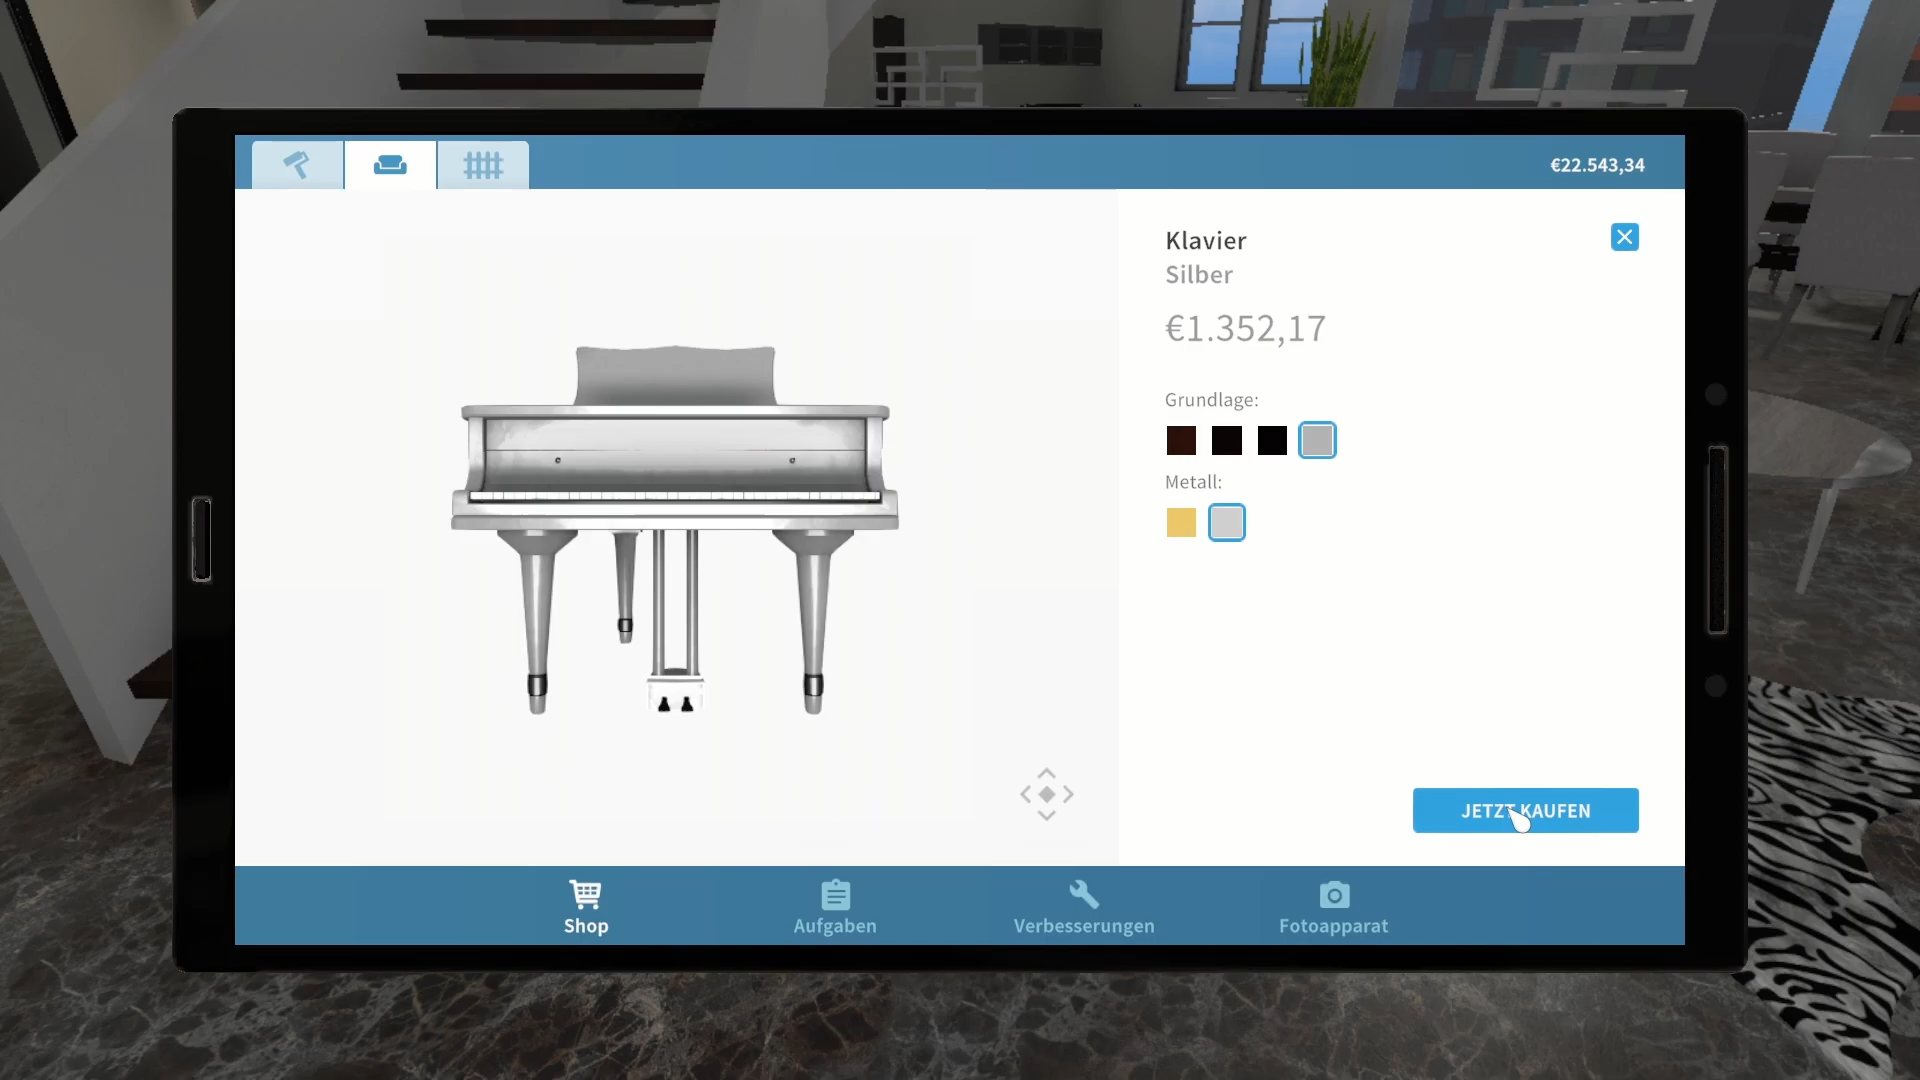 €22.543,34
Klavier
Silber
€1.352,17
Grundlage:
Metall:
JETZT KAUFEN
Shop
Aufgaben
Verbesserungen
Fotoapparat